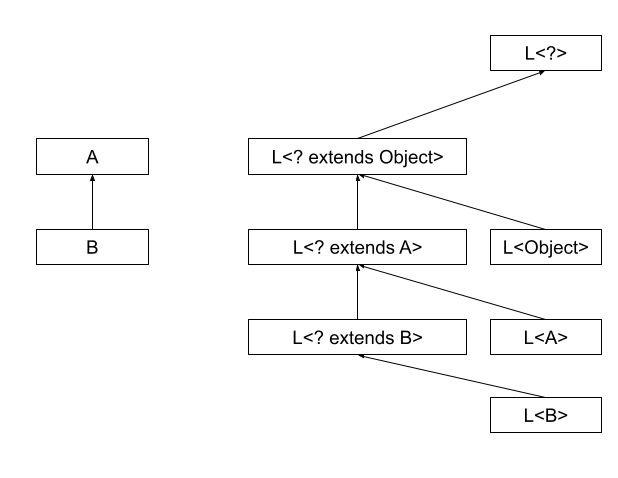 L<?>
A
L<? extends Object>
B
L<? extends A>
L<Object>
L<? extends B>
L<A>
L<B>